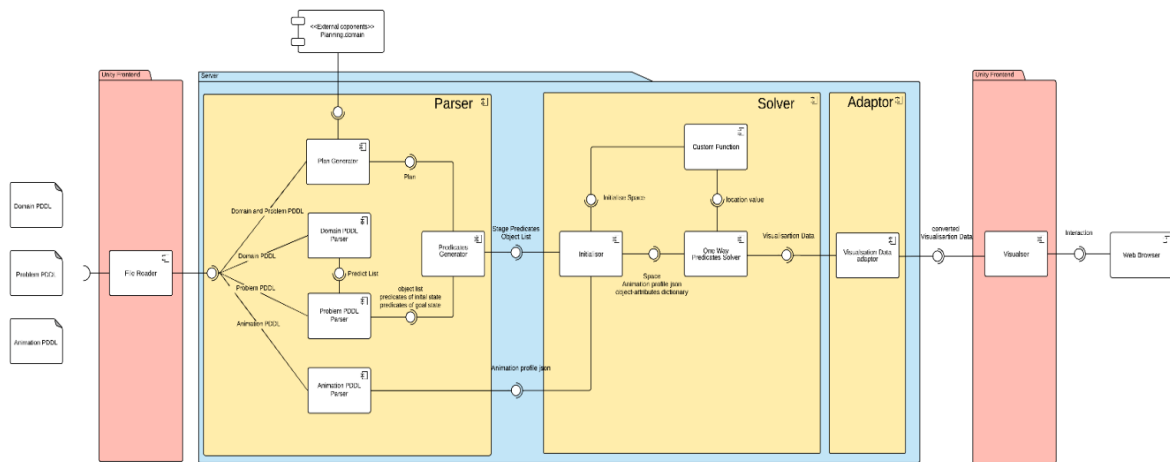 <<External coponents>>
Planning.domain
Unity Frontend
Server
Unity Frontend
Parser
Solver
Adaptor
Plan Generator
Custom Function
Plan
Domain PDDL
Initialise Space
location value
Domain and Problem PDDL
Stage Predicates
Object List
Domain PDDL
Parser
Predicates
Generator
Initialisor
One Way
Predicates Solver
Visualisartion Data
Visualisation Data
adaptor
converted
Visualisartion Data
Visualiser
Interaction
Web Browser
Domain PDDL
Problem PDDL
File Reader
Predict List
Problem PDDL
Space
Animation profile json
object-attributes dictionary
object list
predicates of inital state
predicates of goal state
Problem PDDL
Parser
Animation PDDL
Animation PDDL
Animation PDDL
Parser
Animation profile json